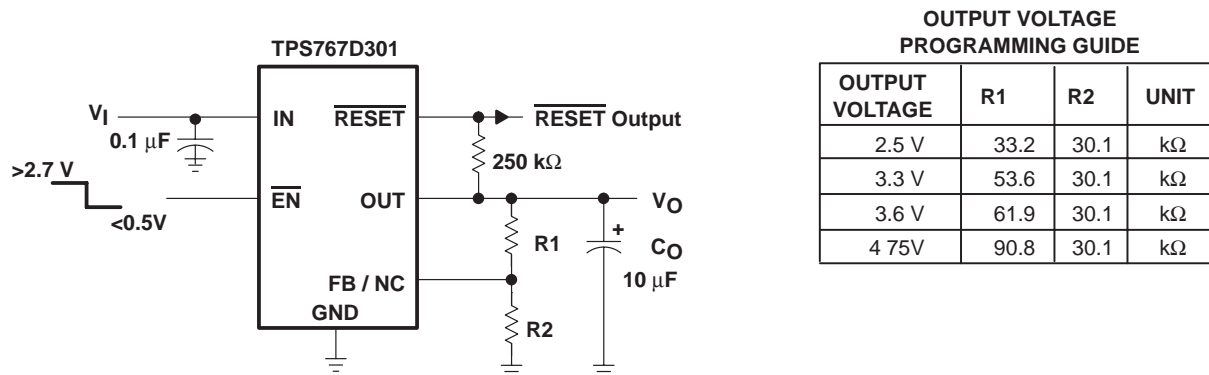 TPS767D301
VI
0.1 μF
>2.7 V
<0.5V
IN
RESET
EN
OUT
FB / NC
GND
RESET Output
250 kΩ
VO
R1
R2
+
CO
10 μF
OUTPUT VOLTAGE
PROGRAMMING GUIDE
OUTPUT VOLTAGE R1 R2 UNIT
2.5 V 33.2 30.1 kΩ
3.3 V 53.6 30.1 kΩ
3.6 V 61.9 30.1 kΩ
4 75V 90.8 30.1 kΩ